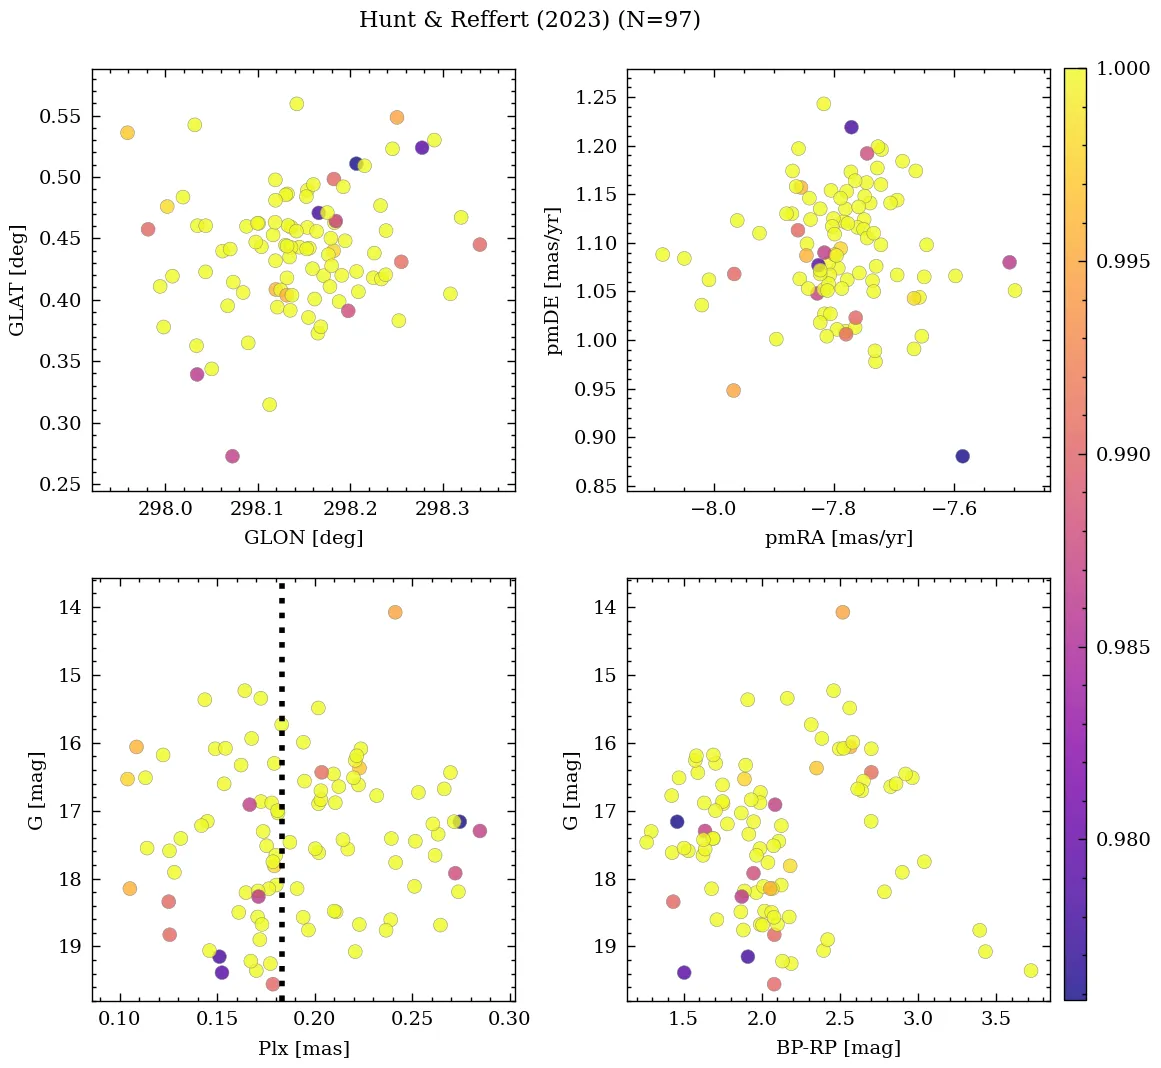 Hunt & Reffert (2023) (N=97)
0.55
0.50
0.45
0.40
0.35
0.30
0.25
GLAT [deg]
298.0 298.1 298.2 298.3
GLON [deg]
1.25
1.20
1.15
1.10
1.05
1.00
0.95
0.90
0.85
pmDE [mas/yr]
−8.0 −7.8 −7.6
pmRA [mas/yr]
14
15
16
17
18
19
G [mag]
0.10 0.15 0.20 0.25 0.30
Plx [mas]
14
15
16
17
18
19
G [mag]
1.5 2.0 2.5 3.0 3.5
BP-RP [mag]
1.000
0.995
0.990
0.985
0.980